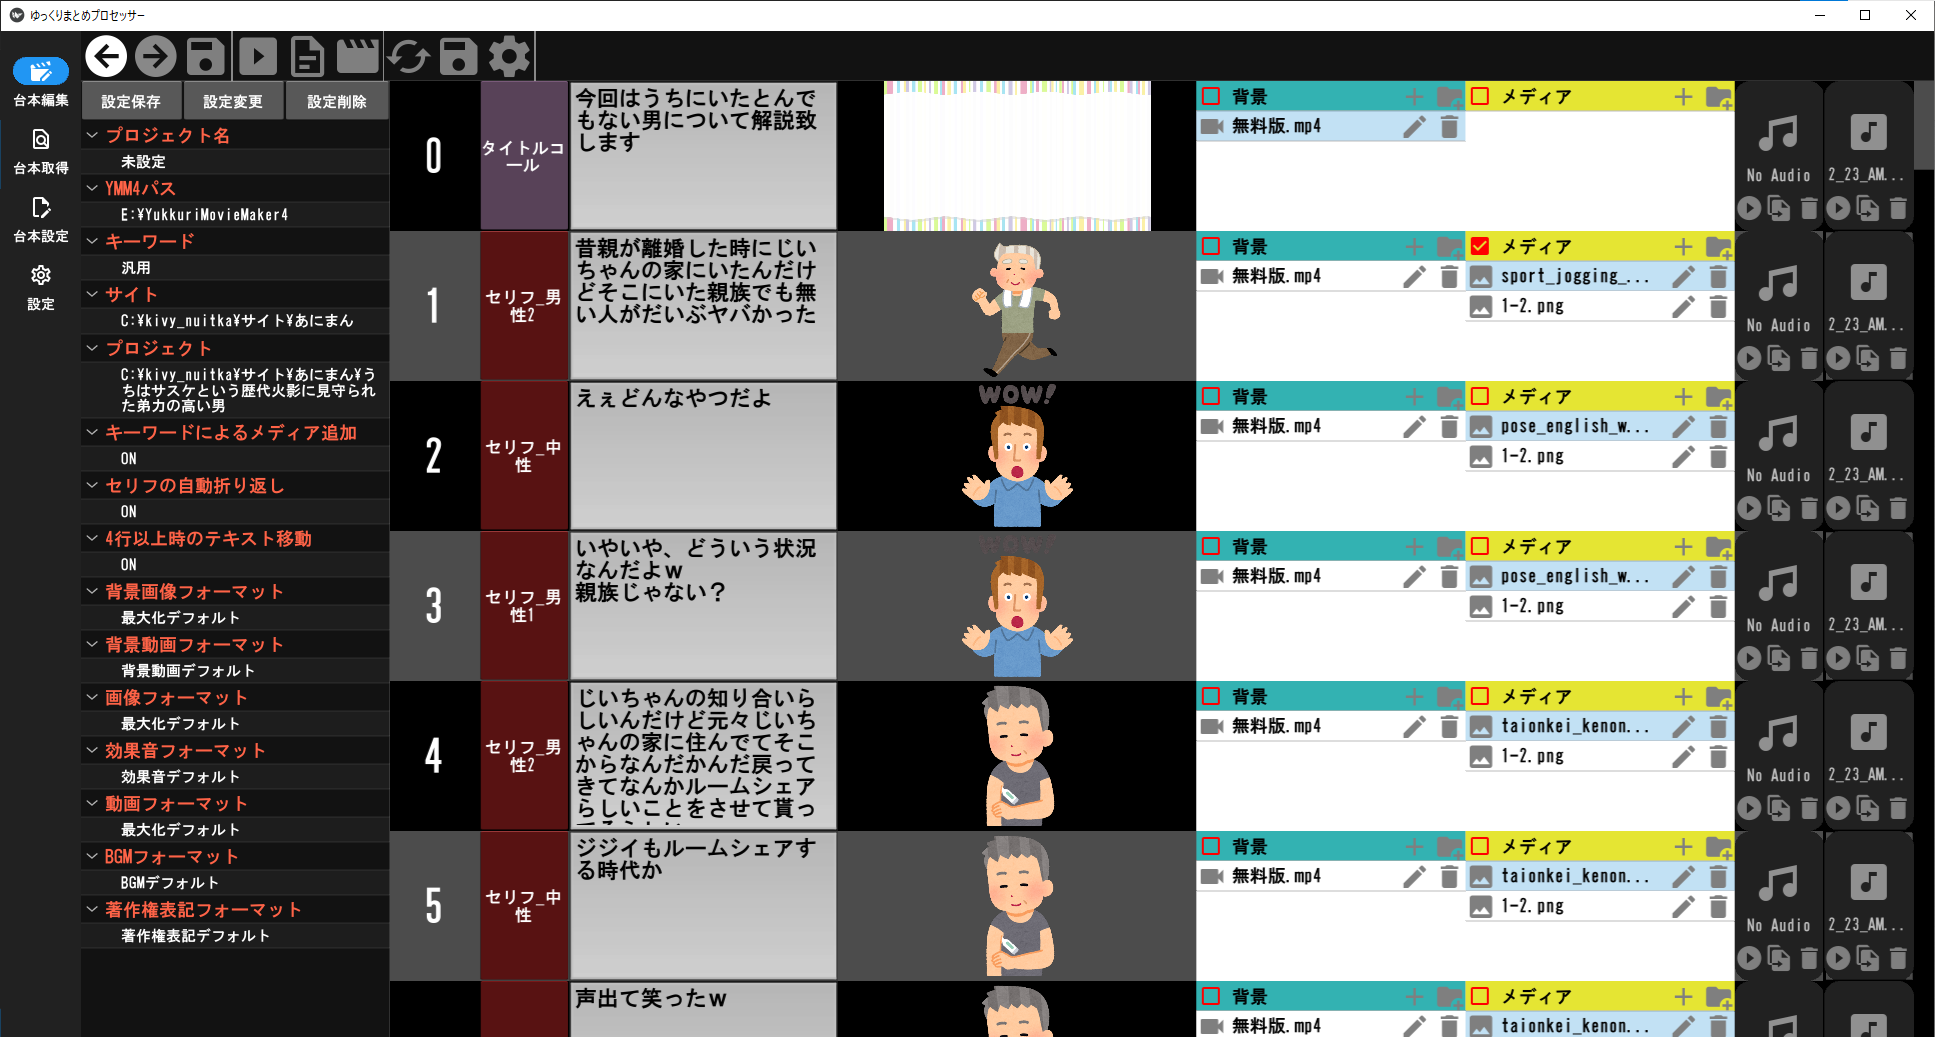 ゆっくりまとめプロセッサー
台本編集
台本取得
台本設定
設定
設定保存
設定変更
設定削除
プロジェクト名
未設定
YMM4パス
E:¥YukkuriMovieMaker4
キーワード
汎用
サイト
C:¥kivy_nuitka¥サイト¥あにまん
プロジェクト
C:¥kivy_nuitka¥サイト¥あにまん¥う
ちはサスケという歴代火影に見守られ
た弟力の高い男
キーワードによるメディア追加
ON
セリフの自動折り返し
ON
4行以上時のテキスト移動
ON
背景画像フォーマット
最大化デフォルト
背景動画フォーマット
背景動画デフォルト
画像フォーマット
最大化デフォルト
効果音フォーマット
効果音デフォルト
動画フォーマット
最大化デフォルト
BGMフォーマット
BGMデフォルト
著作権表記フォーマット
著作権表記デフォルト
0
タイトルコ
ール
今回はうちにいたとんで
もない男について解説致
します
背景
無料版.mp4
メディア
No Audio
2_23_AM...
1
セリフ_男
性2
昔親が離婚した時にじい
ちゃんの家にいたんだけ
どそこにいた親族でも無
い人がだいぶヤバかった
背景
無料版.mp4
メディア
sport_jogging_...
1-2.png
No Audio
2_23_AM...
2
セリフ_中
性
えぇどんなやつだよ
WOW!
背景
無料版.mp4
メディア
pose_english_w...
1-2.png
No Audio
2_23_AM...
3
セリフ_男
性1
いやいや、どういう状況
なんだよｗ
親族じゃない？
WOW!
背景
無料版.mp4
メディア
pose_english_w...
1-2.png
No Audio
2_23_AM...
4
セリフ_男
性2
じいちゃんの知り合いら
しいんだけど元々じいち
ゃんの家に住んでてそこ
からなんだかんだ戻って
きてなんかルームシェア
らしいことをさせて貰っ
背景
無料版.mp4
メディア
taionkei_kenon...
1-2.png
No Audio
2_23_AM...
5
セリフ_中
性
ジジイもルームシェアす
る時代か
背景
無料版.mp4
メディア
taionkei_kenon...
1-2.png
No Audio
2_23_AM...
声出て笑ったｗ
背景
無料版.mp4
メディア
taionkei_kenon...